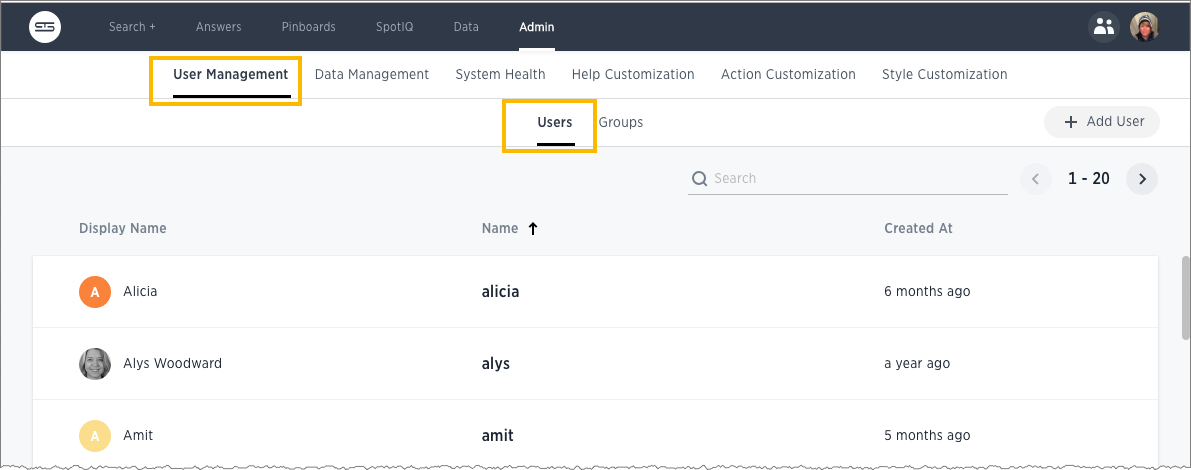 Search + Answers Pinboards SpotIQ Data Admin
User Management Data Management System Health Help Customization Action Customization Style Customization
Users Groups + Add User
Search 1 - 20
Display Name Name Created At
A Alicia alicia 6 months ago
Alys Woodward alys a year ago
A Amit amit 5 months ago